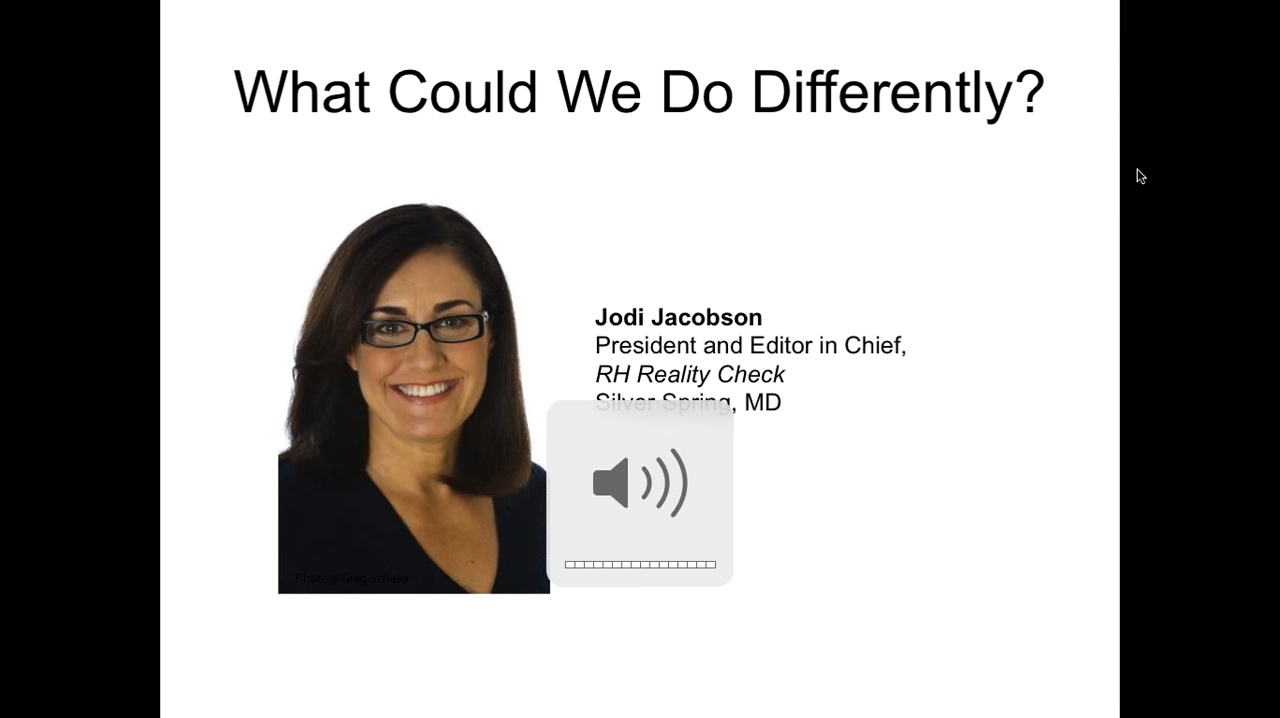 What Could We Do Differently?
Jodi Jacobson
President and Editor in Chief,
RH Reality Check
Silver Spring, MD